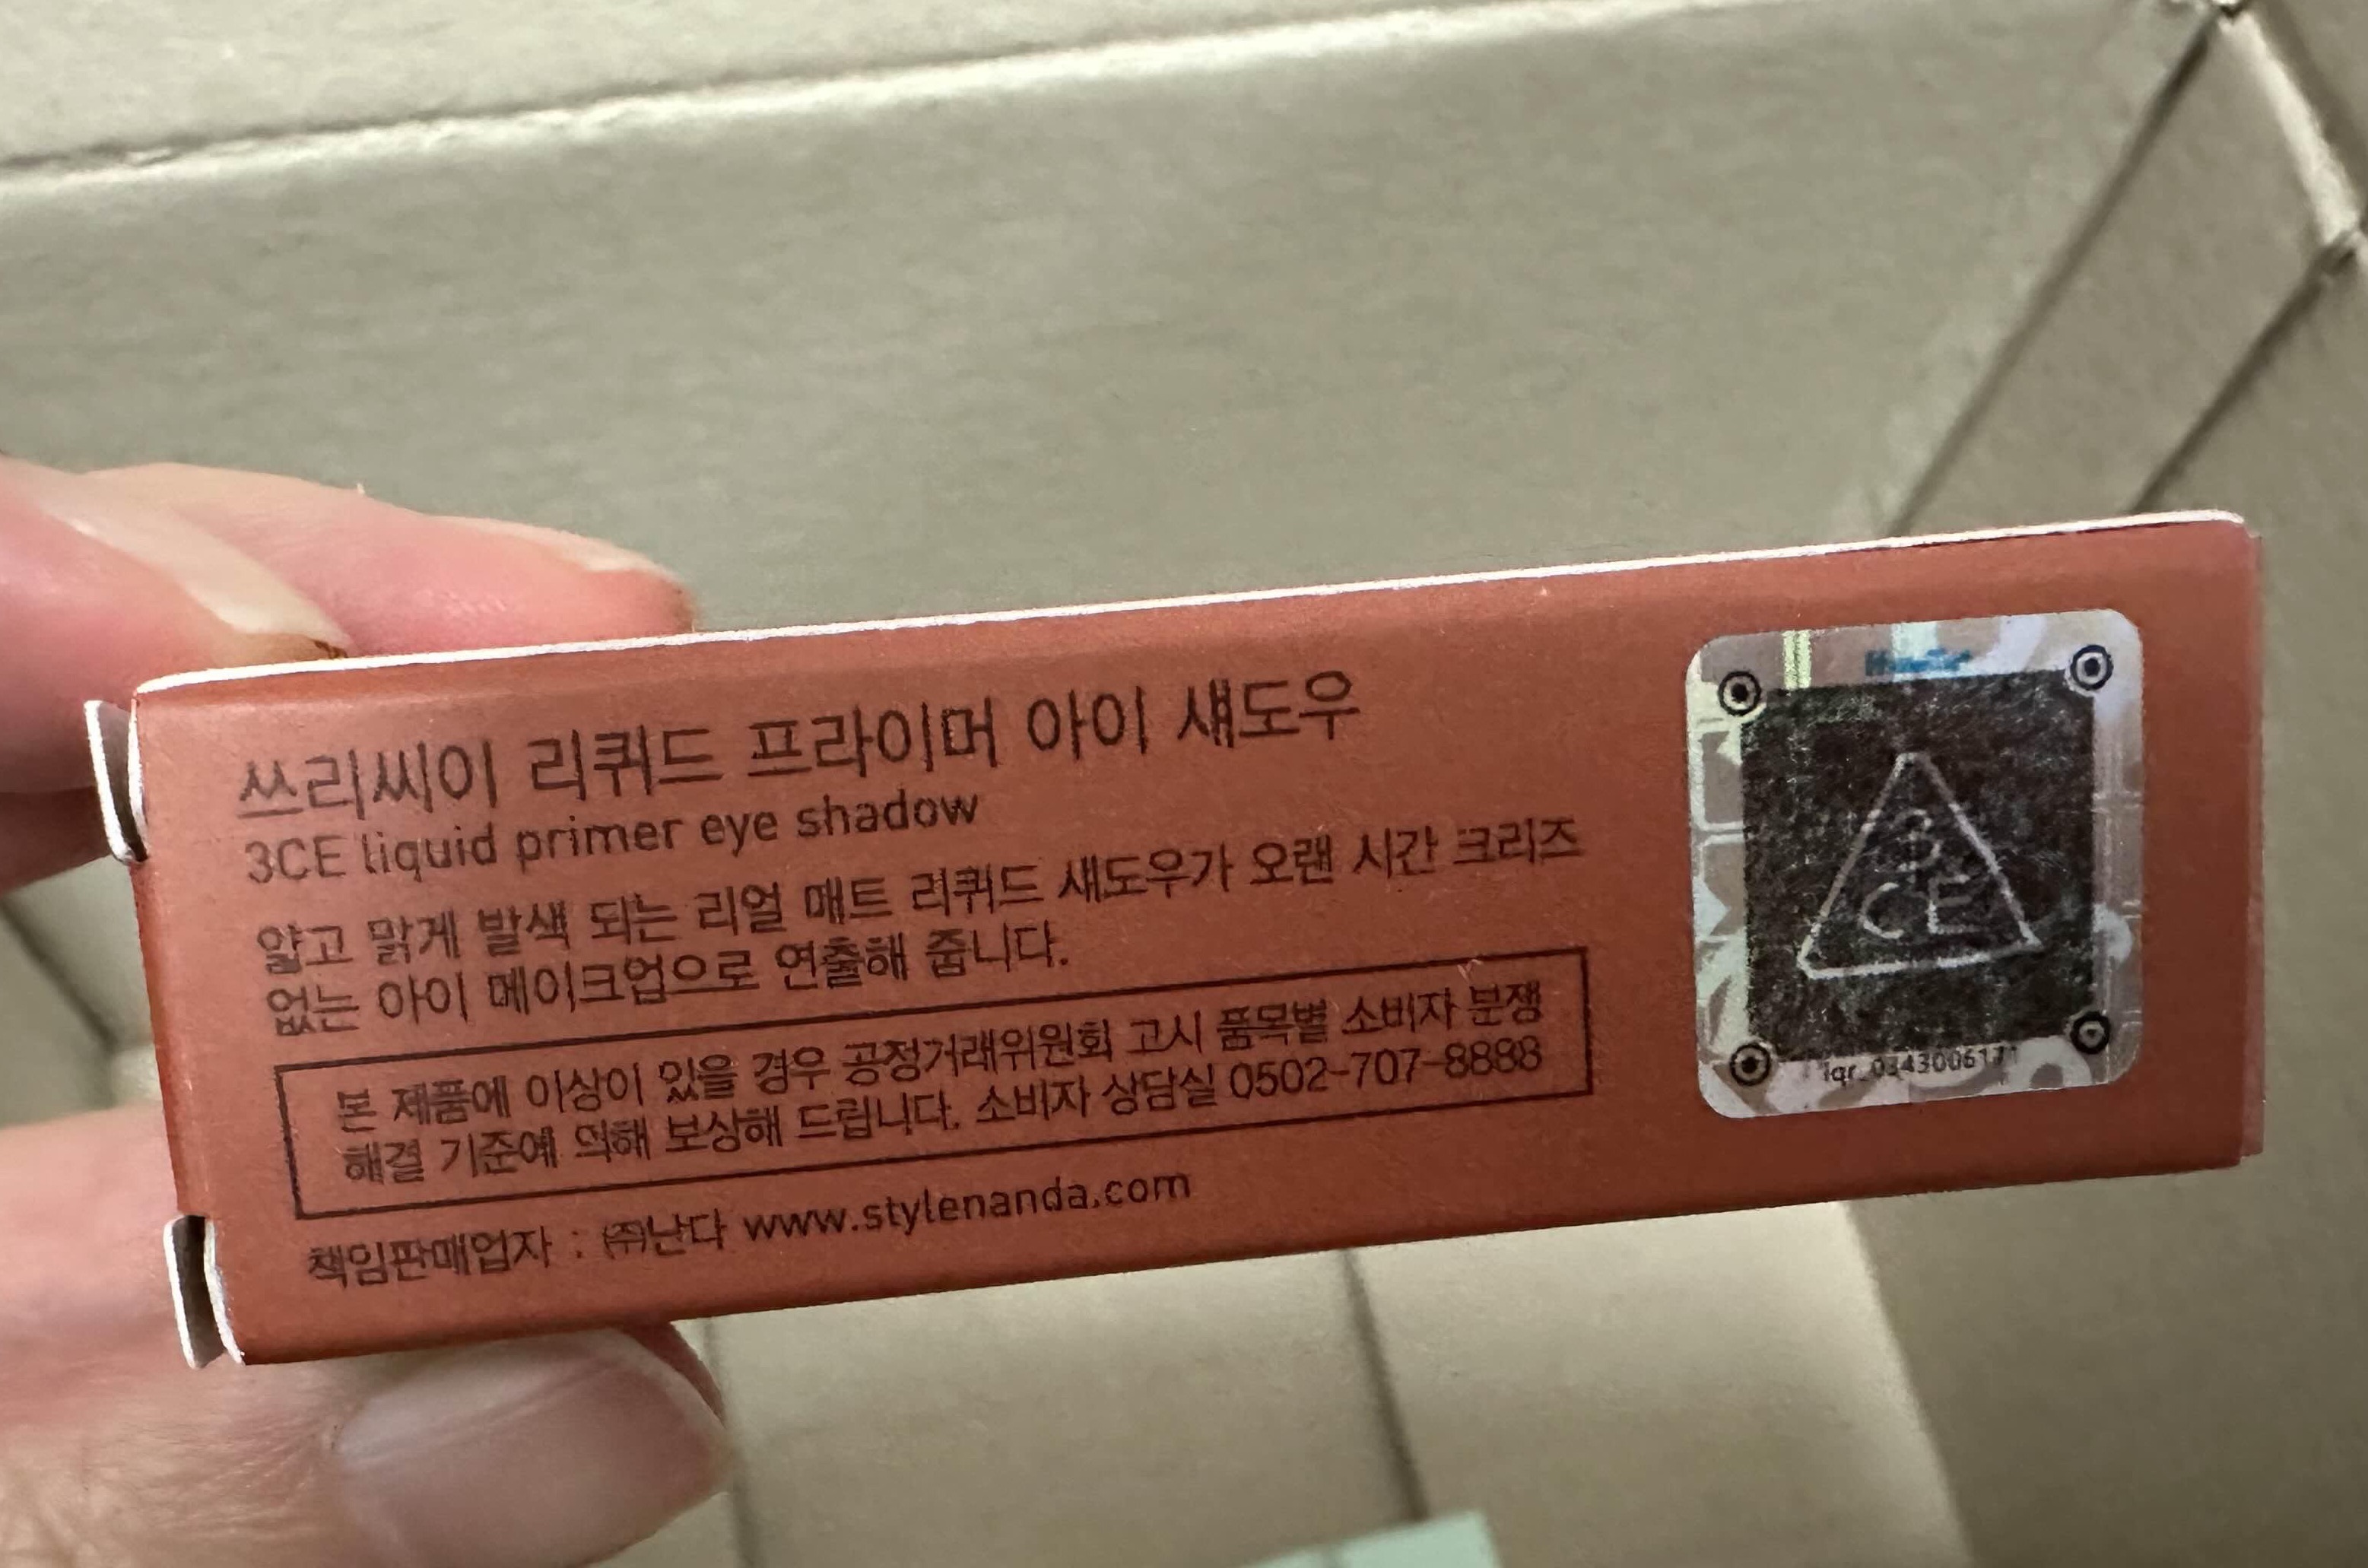 쓰리씨이 리퀴드 프라이머 아이 섀도우
3CE liquid primer eye shadow
얇고 맑게 발색 되는 리얼 매트 리퀴드 섀도우가 오랜 시간 크리즈
없는 아이 메이크업으로 연출해 줍니다.
본 제품에 이상이 있을 경우 공정거래위원회 고시 품목별 소비자 분쟁
해결 기준에 의해 보상해 드립니다. 소비자 상담실 0502-707-8888
책임판매업자 : ㈜난다 www.stylenanda.com
3
CE